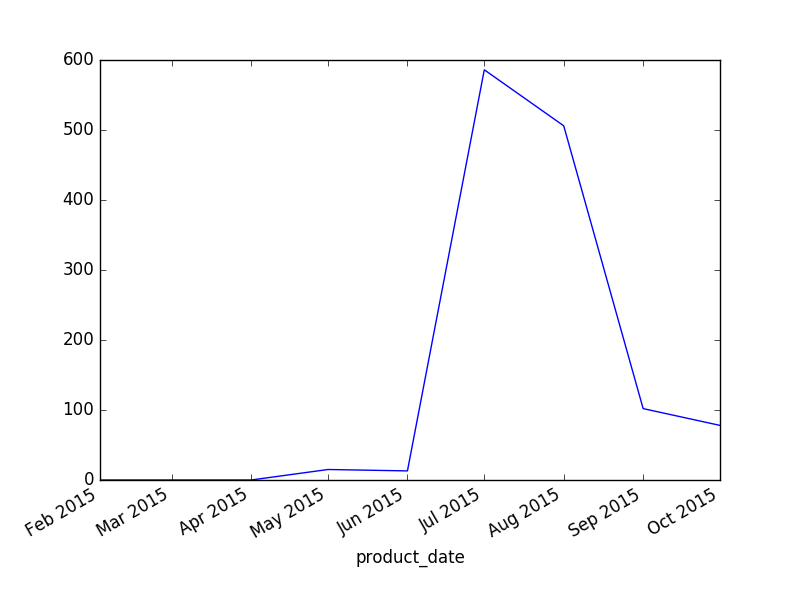 600
500
400
300
200
100
0
Feb 2015
Mar 2015
Apr 2015
May 2015
Jun 2015
Jul 2015
Aug 2015
Sep 2015
Oct 2015
product_date